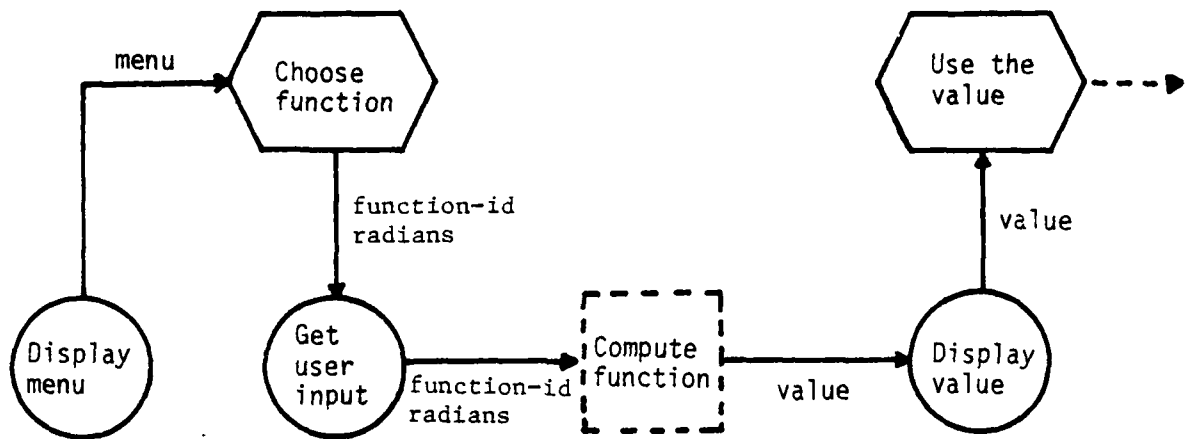 menu
Choose
function
function-id
radians
Display
menu
Get
user
input
function-id
radians
Compute
function
value
Display
value
value
Use the
value